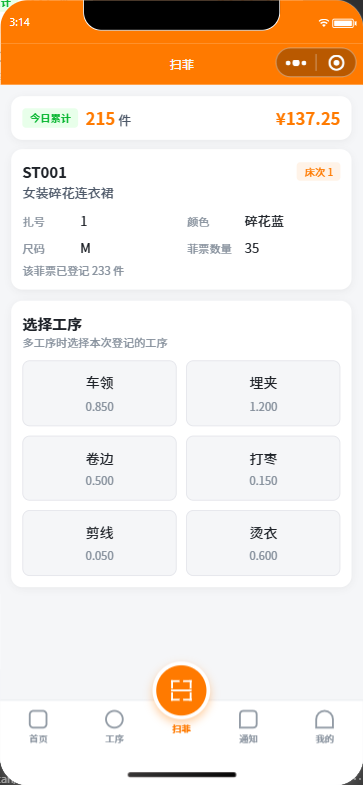 计
3:14
扫菲
今日累计 215 件 ¥137.25
ST001 床次 1
女装碎花连衣裙
扎号 1 颜色 碎花蓝
尺码 M 菲票数量 35
该菲票已登记 233 件
选择工序
多工序时选择本次登记的工序
车领 埋夹
0.850 1.200
卷边 打枣
0.500 0.150
剪线 烫衣
0.050 0.600
首页 工序 扫菲 通知 我的